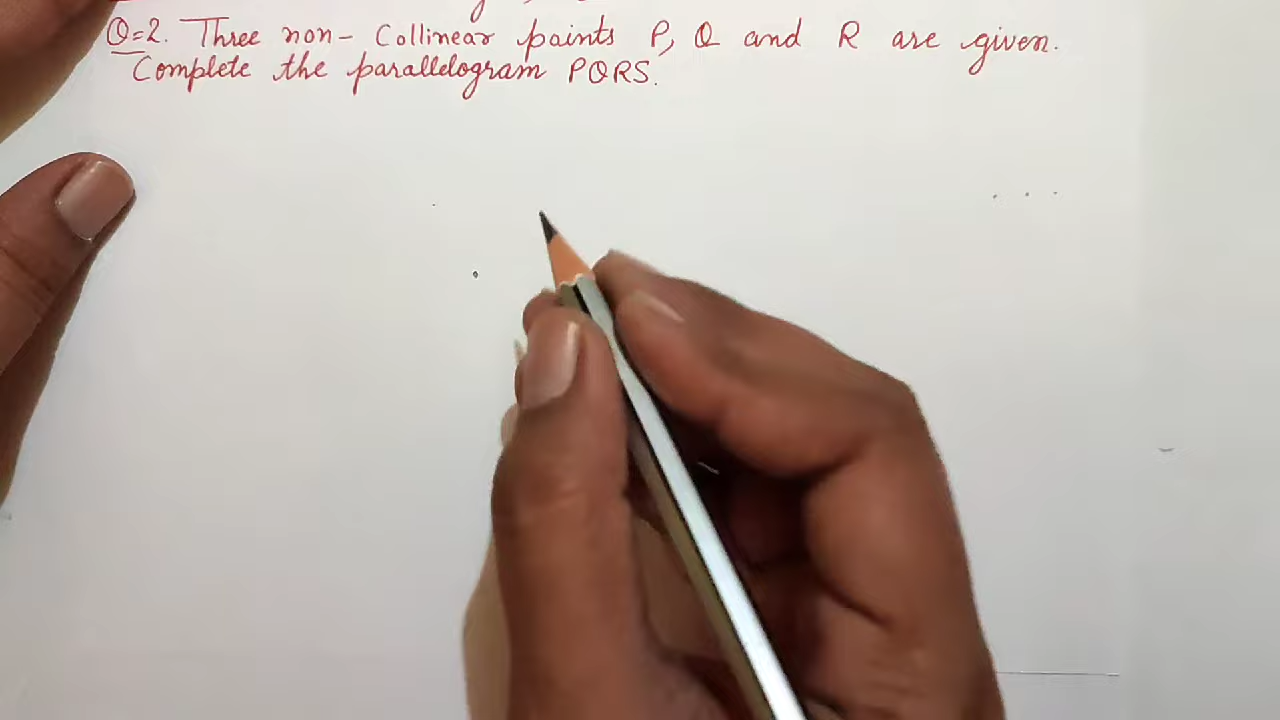 Q=2. Three non- Collinear points P, Q and R are given.
Complete the parallelogram PQRS.